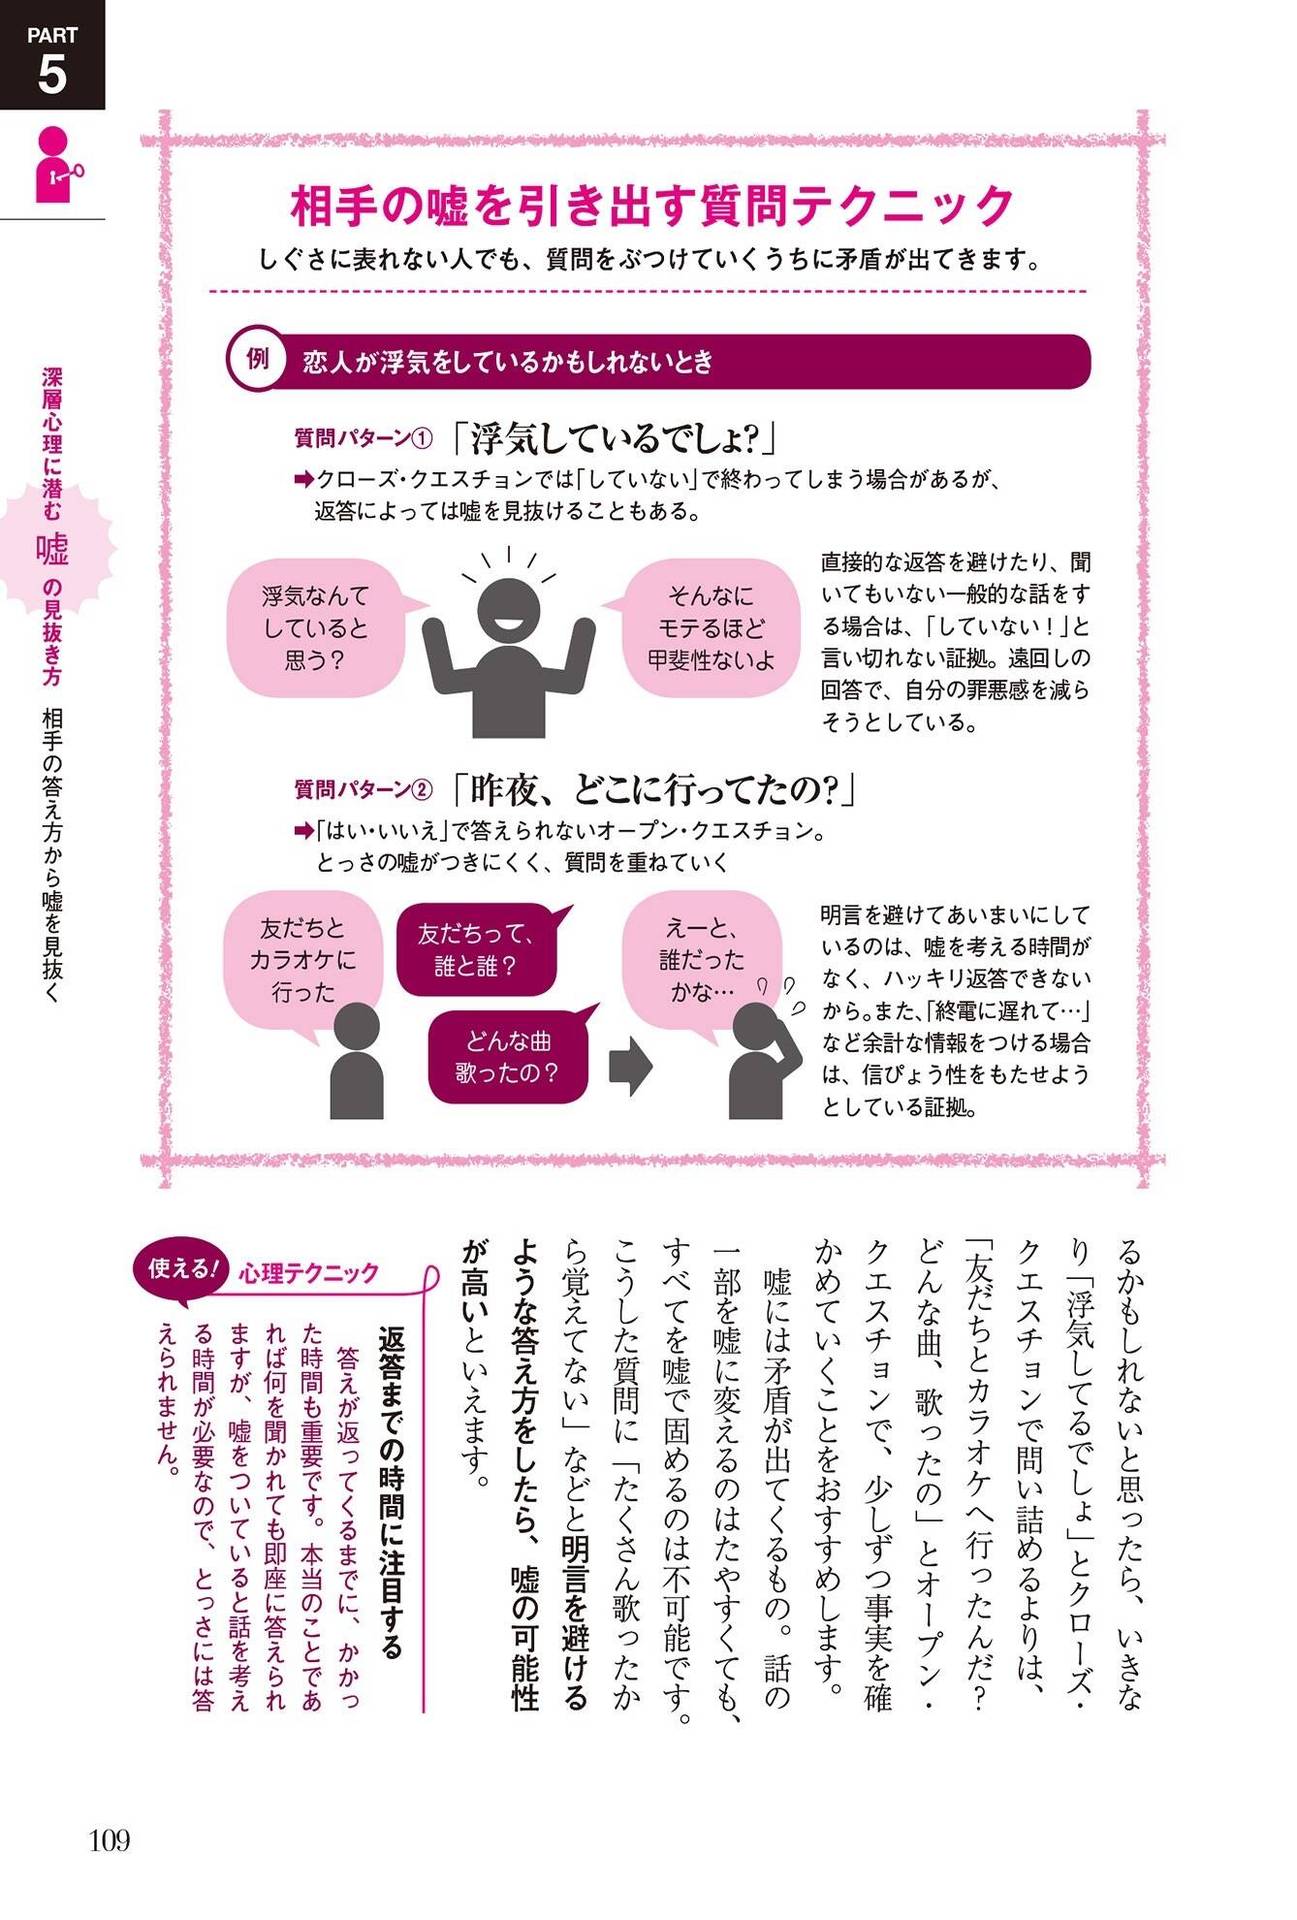 PART
5
深層心理に潜む 嘘 の見抜き方 相手の答え方から嘘を見抜く
相手の嘘を引き出す質問テクニック
しぐさに表れない人でも、質問をぶつけていくうちに矛盾が出てきます。
例 恋人が浮気をしているかもしれないとき
質問パターン① 「浮気しているでしょ?」
➡クローズ・クエスチョンでは「していない」で終わってしまう場合があるが、
返答によっては嘘を見抜けることもある。
浮気なんて
していると
思う?
そんなに
モテるほど
甲斐性ないよ
直接的な返答を避けたり、聞
いてもいない一般的な話をす
る場合は、「していない!」と
言い切れない証拠。遠回しの
回答で、自分の罪悪感を減ら
そうとしている。
質問パターン② 「昨夜、どこに行ってたの?」
➡「はい・いいえ」で答えられないオープン・クエスチョン。
とっさの嘘がつきにくく、質問を重ねていく
友だちと
カラオケに
行った
友だちって、
誰と誰?
どんな曲
歌ったの?
えーと、
誰だった
かな…
明言を避けてあいまいにして
いるのは、嘘を考える時間が
なく、ハッキリ返答できない
から。また、「終電に遅れて…」
など余計な情報をつける場合
は、信ぴょう性をもたせよう
としている証拠。
るかもしれないと思ったら、いきな
り「浮気してるでしょ」とクローズ・
クエスチョンで問い詰めるよりは、
「友だちとカラオケへ行ったんだ?
どんな曲、歌ったの」とオープン・
クエスチョンで、少しずつ事実を確
かめていくことをおすすめします。
嘘には矛盾が出てくるもの。話の
一部を嘘に変えるのはたやすくても、
すべてを嘘で固めるのは不可能です。
こうした質問に「たくさん歌ったか
ら覚えてない」などと明言を避ける
ような答え方をしたら、嘘の可能性
が高いといえます。
使える! 心理テクニック
返答までの時間に注目する
答えが返ってくるまでに、かかっ
た時間も重要です。本当のことであ
れば何を聞かれても即座に答えられ
ますが、嘘をついていると話を考え
る時間が必要なので、とっさには答
えられません。
109